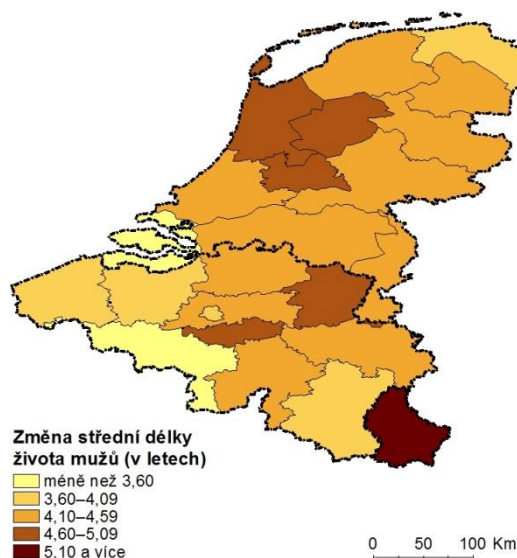 Změna střední délky
života mužů (v letech)
méně než 3,60
3,60–4,09
4,10–4,59
4,60–5,09
5,10 a více
0 50 100 Km